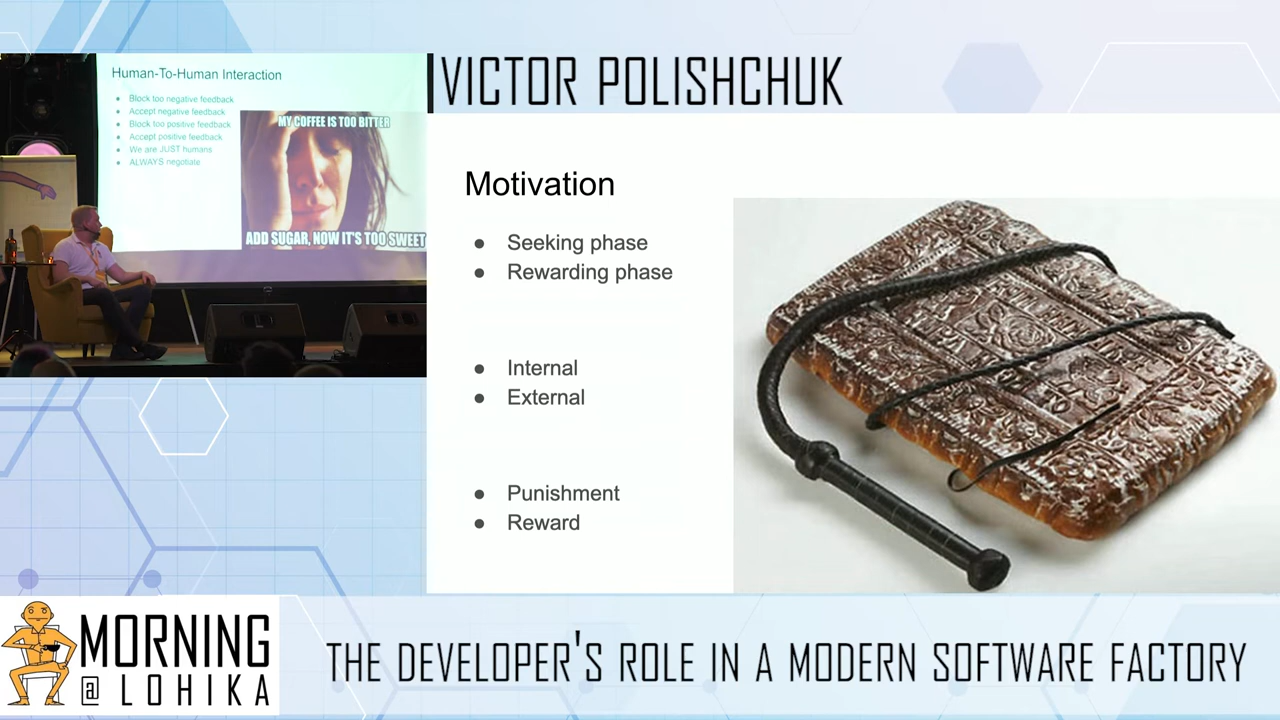 VICTOR POLISHCHUK
Human-To-Human Interaction
Block too negative feedback
Accept negative feedback
Block too positive feedback
Accept positive feedback
We are JUST humans
ALWAYS negotiate
MY COFFEE IS TOO BITTER
ADD SUGAR, NOW IT'S TOO SWEET
Motivation
Seeking phase
Rewarding phase
Internal
External
Punishment
Reward
MORNING
@ LOHIKA
THE DEVELOPER'S ROLE IN A MODERN SOFTWARE FACTORY